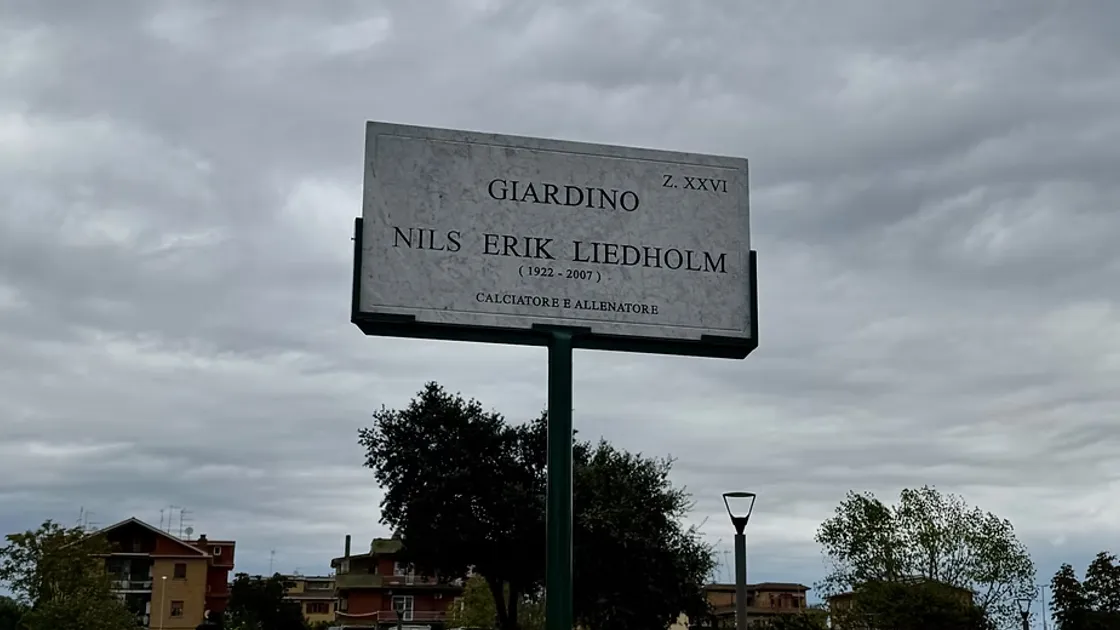 Z. XXVI
GIARDINO
NILS ERIK LIEDHOLM
( 1922 - 2007 )
CALCIATORE E ALLENATORE